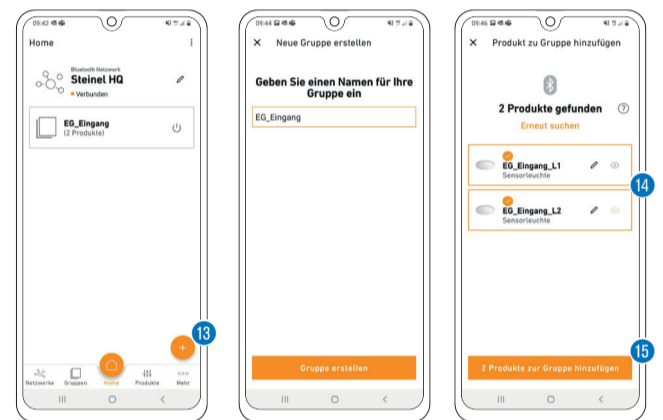 09:42
Home
Bluetooth Netzwerk
Steinel HQ
Verbunden
EG_Eingang
(2 Produkte)
13
Netzwerke Gruppen Home Produkte Mehr
09:44
Neue Gruppe erstellen
Geben Sie einen Namen für Ihre
Gruppe ein
EG_Eingang
Gruppe erstellen
09:46
Produkt zu Gruppe hinzufügen
2 Produkte gefunden
Erneut suchen
EG_Eingang_L1
Sensorleuchte
14
EG_Eingang_L2
Sensorleuchte
15
2 Produkte zur Gruppe hinzufügen